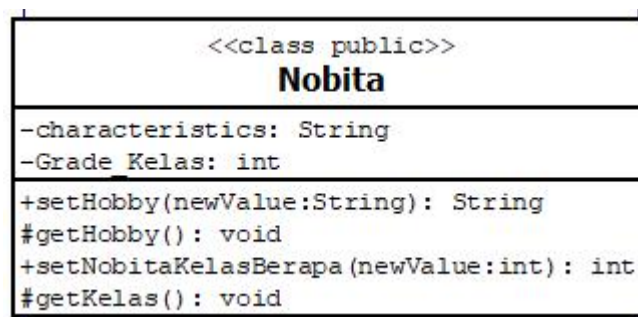 <<class public>>
Nobita
-characteristics: String
-Grade_Kelas: int
+setHobby(newValue:String): String
#getHobby(): void
+setNobitaKelasBerapa(newValue:int): int
#getKelas(): void